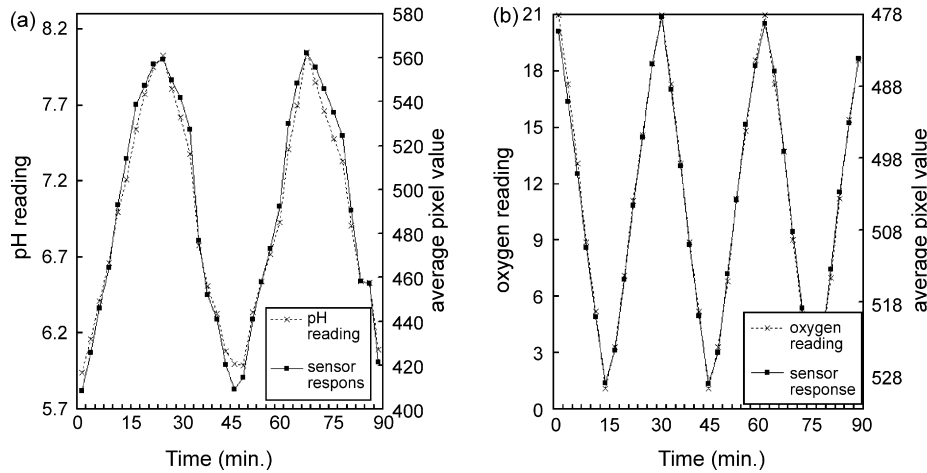 (a)
8.2
7.7
7.2
6.7
6.2
5.7
pH reading
580
560
540
520
500
480
460
440
420
400
average pixel value
0
15
30
45
60
75
90
Time (min.)
pH
reading
sensor
respons
(b)
21
18
15
12
9
6
3
0
oxygen reading
478
488
498
508
518
528
average pixel value
0
15
30
45
60
75
90
Time (min.)
oxygen
reading
sensor
response